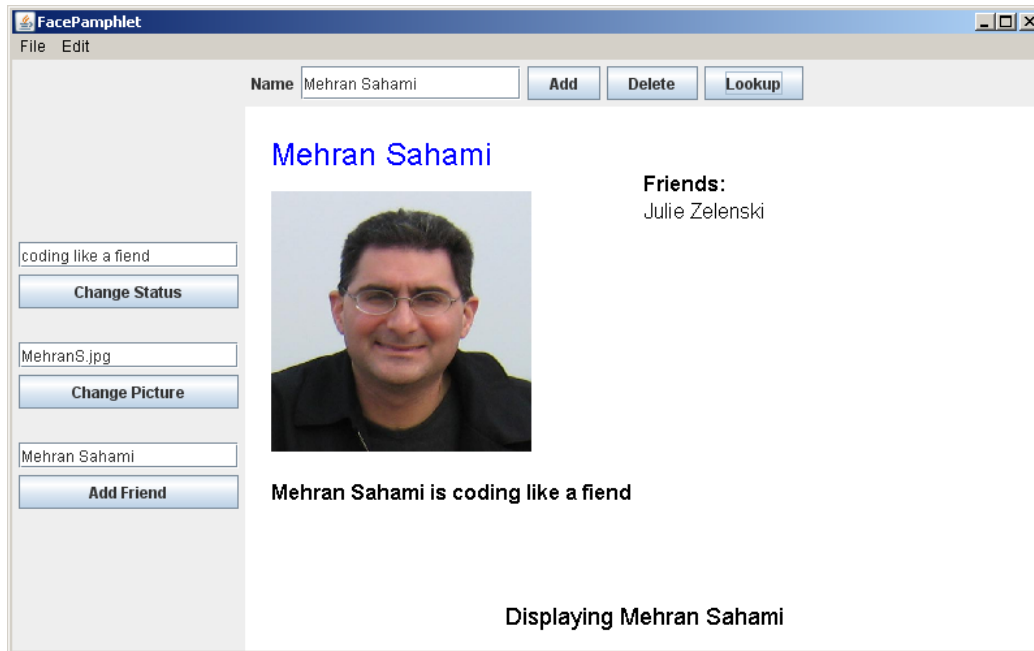 FacePamphlet
File Edit
Name Mehran Sahami Add Delete Lookup
Mehran Sahami
Friends:
Julie Zelenski
coding like a fiend
Change Status
MehranS.jpg
Change Picture
Mehran Sahami
Add Friend
Mehran Sahami is coding like a fiend
Displaying Mehran Sahami